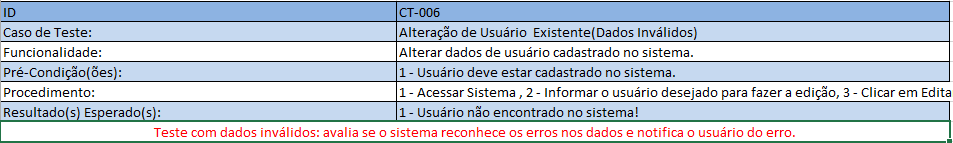 ID CT-006
Caso de Teste: Alteração de Usuário Existente(Dados Inválidos)
Funcionalidade: Alterar dados de usuário cadastrado no sistema.
Pré-Condição(ões): 1 - Usuário deve estar cadastrado no sistema.
Procedimento: 1 - Acessar Sistema , 2 - Informar o usuário desejado para fazer a edição, 3 - Clicar em Edita
Resultado(s) Esperado(s): 1 - Usuário não encontrado no sistema!
Teste com dados inválidos: avalia se o sistema reconhece os erros nos dados e notifica o usuário do erro.